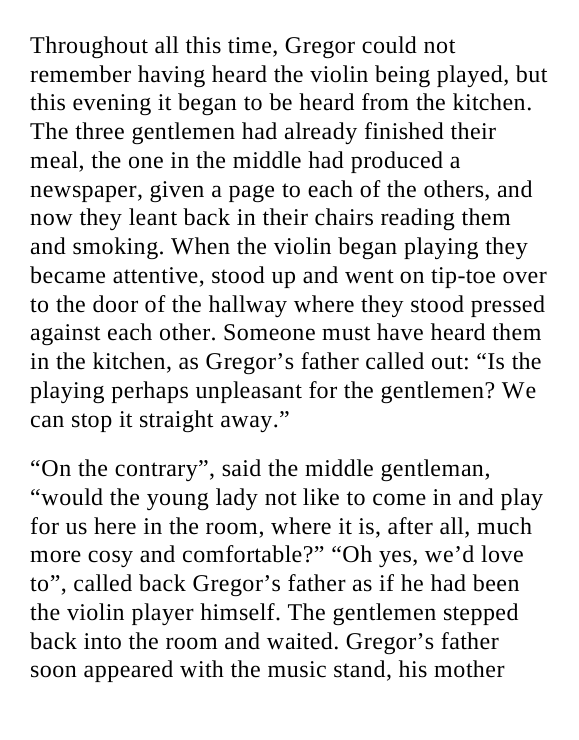 Throughout all this time, Gregor could not
remember having heard the violin being played, but
this evening it began to be heard from the kitchen.
The three gentlemen had already finished their
meal, the one in the middle had produced a
newspaper, given a page to each of the others, and
now they leant back in their chairs reading them
and smoking. When the violin began playing they
became attentive, stood up and went on tip-toe over
to the door of the hallway where they stood pressed
against each other. Someone must have heard them
in the kitchen, as Gregor’s father called out: “Is the
playing perhaps unpleasant for the gentlemen? We
can stop it straight away.”
“On the contrary”, said the middle gentleman,
“would the young lady not like to come in and play
for us here in the room, where it is, after all, much
more cosy and comfortable?” “Oh yes, we’d love
to”, called back Gregor’s father as if he had been
the violin player himself. The gentlemen stepped
back into the room and waited. Gregor’s father
soon appeared with the music stand, his mother